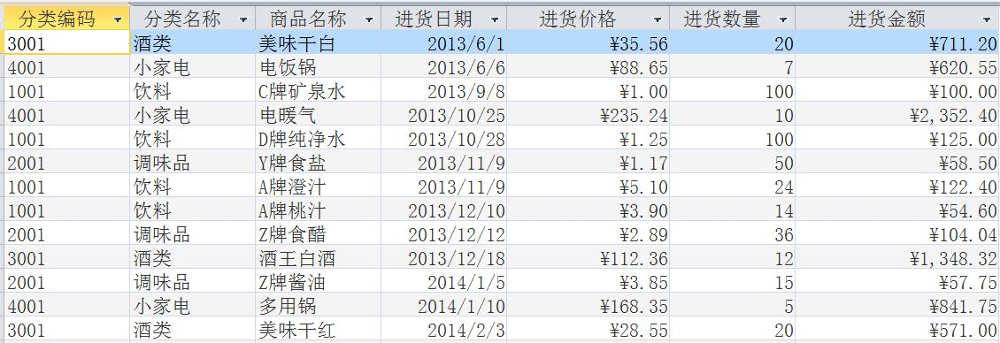 分类编码 分类名称 商品名称 进货日期 进货价格 进货数量 进货金额
3001 酒类 美味干白 2013/6/1 ¥35.56 20 ¥711.20
4001 小家电 电饭锅 2013/6/6 ¥88.65 7 ¥620.55
1001 饮料 C牌矿泉水 2013/9/8 ¥1.00 100 ¥100.00
4001 小家电 电暖气 2013/10/25 ¥235.24 10 ¥2,352.40
1001 饮料 D牌纯净水 2013/10/28 ¥1.25 100 ¥125.00
2001 调味品 Y牌食盐 2013/11/9 ¥1.17 50 ¥58.50
1001 饮料 A牌澄汁 2013/11/9 ¥5.10 24 ¥122.40
1001 饮料 A牌桃汁 2013/12/10 ¥3.90 14 ¥54.60
2001 调味品 Z牌食醋 2013/12/12 ¥2.89 36 ¥104.04
3001 酒类 酒王白酒 2013/12/18 ¥112.36 12 ¥1,348.32
2001 调味品 Z牌酱油 2014/1/5 ¥3.85 15 ¥57.75
4001 小家电 多用锅 2014/1/10 ¥168.35 5 ¥841.75
3001 酒类 美味干红 2014/2/3 ¥28.55 20 ¥571.00